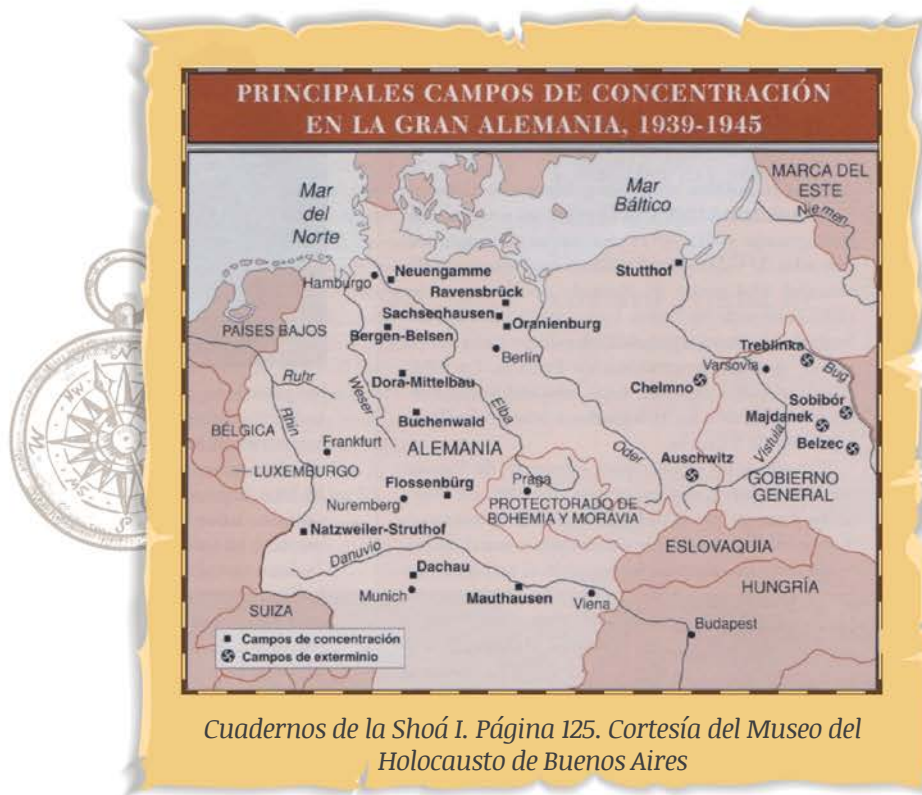 PRINCIPALES CAMPOS DE CONCENTRACIÓN
EN LA GRAN ALEMANIA, 1939-1945
MARCA DEL
ESTE
Niemen
Mar
del
Norte
Mar
Báltico
Hamburgo
Neuengamme
Stutthof
Ravensbrück
Sachsenhausen
Oranienburg
PAÍSES BAJOS
Bergen-Belsen
Berlín
Treblinka
Varsovia
Bug
Ruhr
Weser
Dora-Mittelbau
Elba
Chelmno
Sobibór
Rhin
Buchenwald
Majdanek
BÉLGICA
Frankfurt
ALEMANIA
Oder
Vístula
Belzec
LUXEMBURGO
Auschwitz
GOBIERNO
GENERAL
Flossenbürg
Praga
Nuremberg
PROTECTORADO DE
BOHEMIA Y MORAVIA
Natzweiler-Struthof
Danuvio
ESLOVAQUIA
Dachau
Munich
Mauthausen
Viena
HUNGRÍA
SUIZA
Budapest
Campos de concentración
Campos de exterminio
N
NW
W
SW
S
Cuadernos de la Shoá I. Página 125. Cortesía del Museo del
Holocausto de Buenos Aires